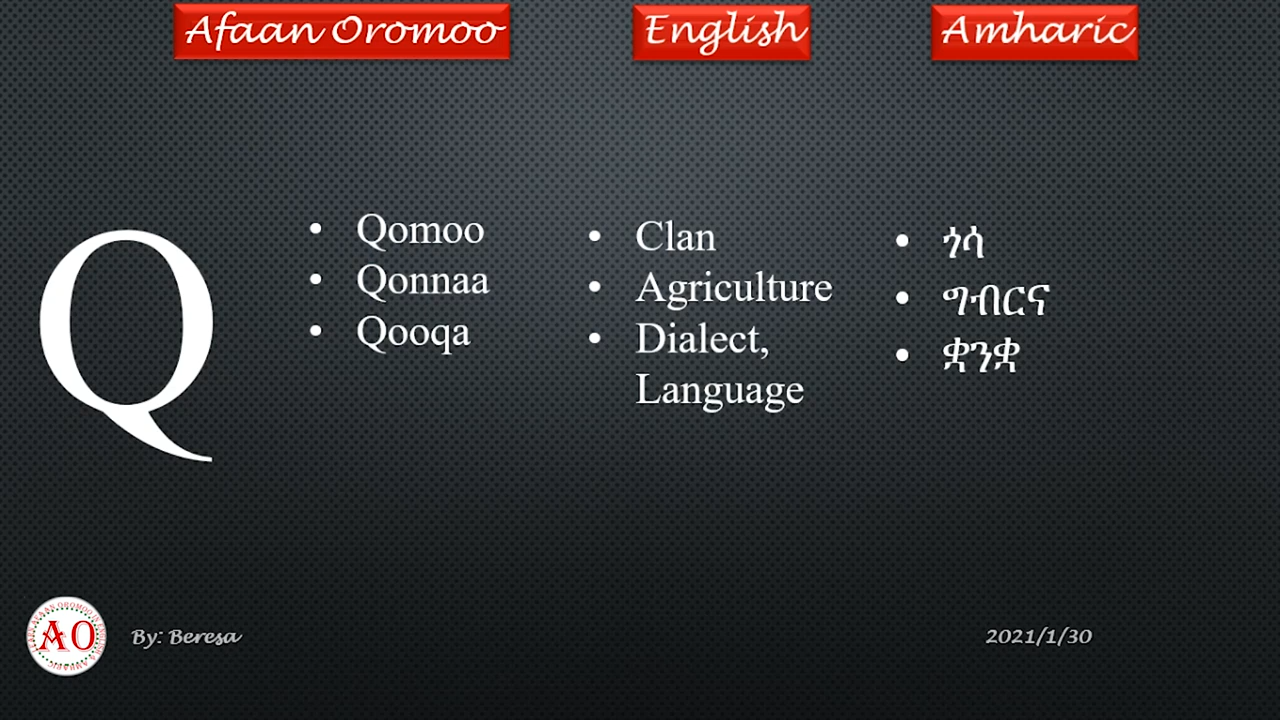 Afaan Oromoo
English
Amharic
Q
• Qomoo
• Qonnaa
• Qooqa
• Clan
• Agriculture
• Dialect,
Language
• ጎሳ
• ግብርና
• ቋንቋ
AO
By: Beresa
2021/1/30